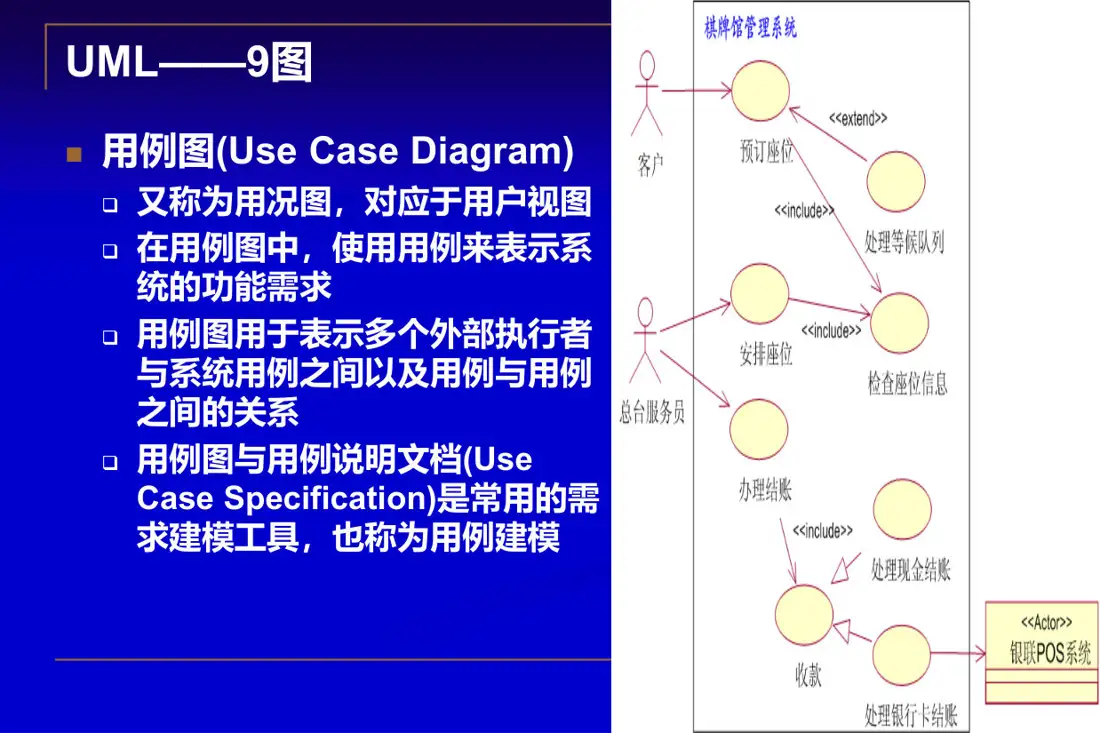 UML——9图
用例图(Use Case Diagram)
又称为用况图，对应于用户视图
在用例图中，使用用例来表示系
统的功能需求
用例图用于表示多个外部执行者
与系统用例之间以及用例与用例
之间的关系
用例图与用例说明文档(Use
Case Specification)是常用的需
求建模工具，也称为用例建模
棋牌馆管理系统
客户
预订座位
<<extend>>
处理等候队列
<<include>>
总台服务员
安排座位
<<include>>
检查座位信息
办理结账
<<include>>
处理现金结账
收款
处理银行卡结账
<<Actor>>
银联POS系统